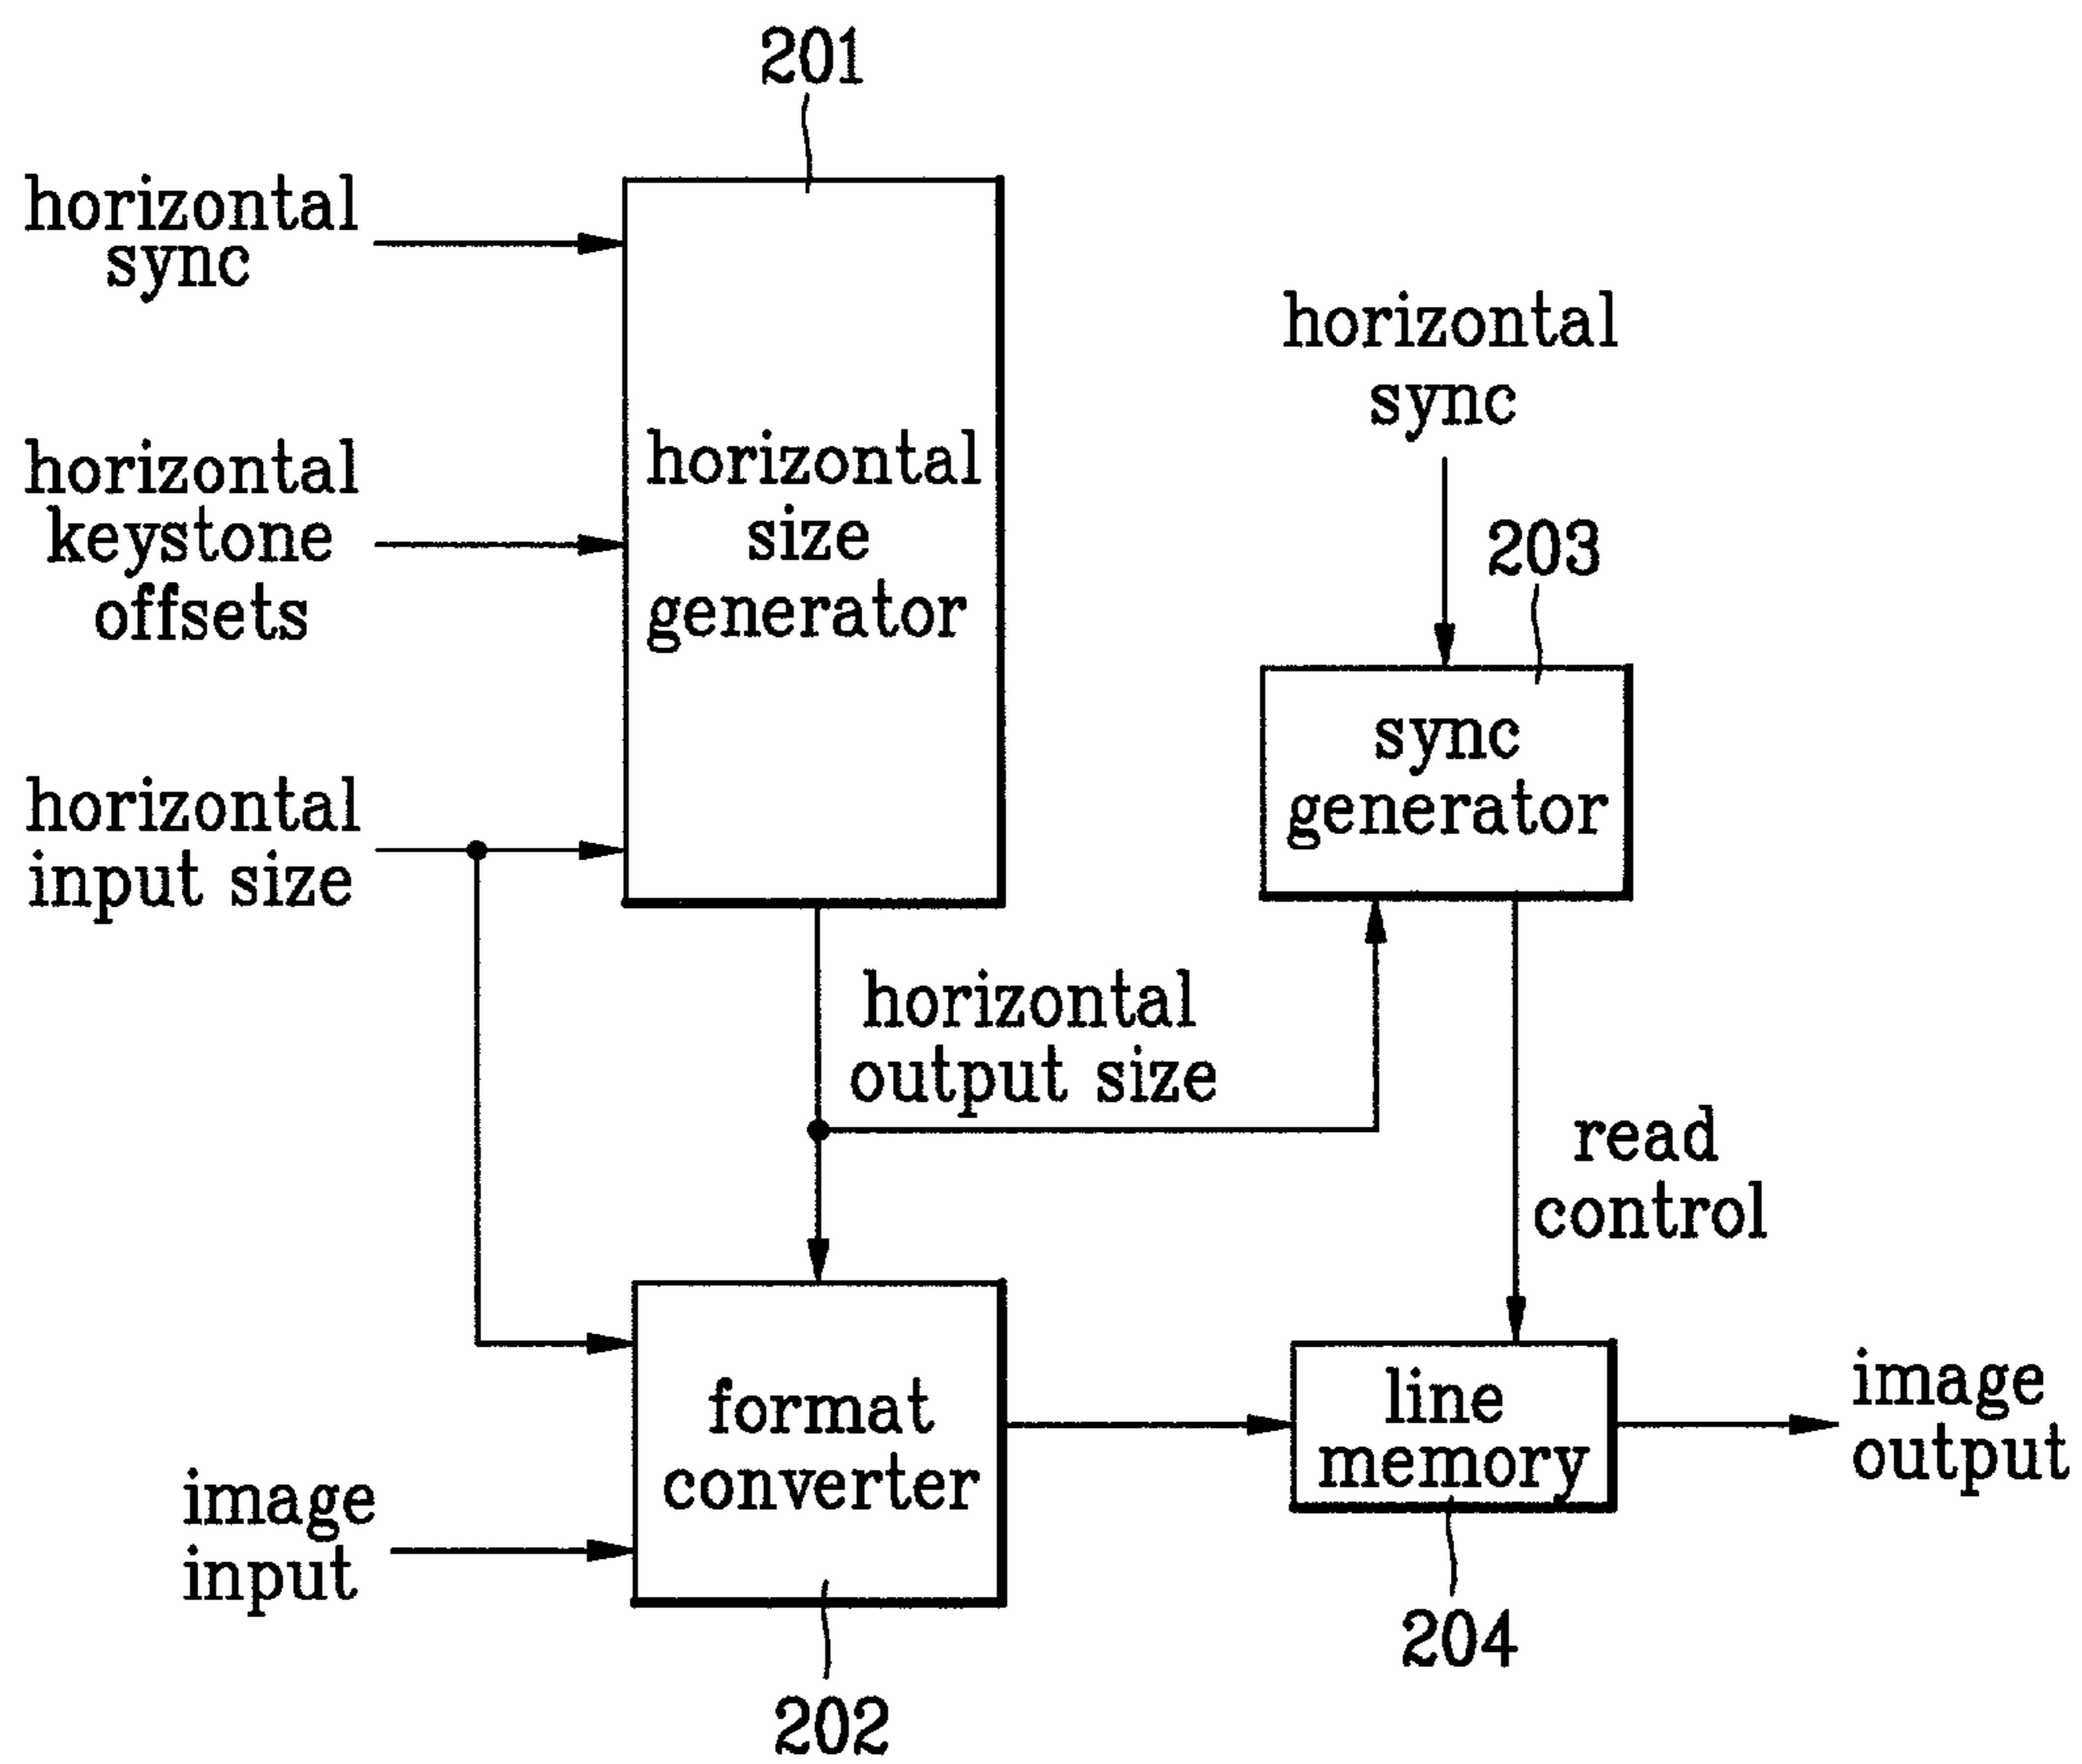 201
horizontal
sync
horizontal
keystone
offsets
horizontal
input size
horizontal
size
generator
horizontal
sync
203
sync
generator
horizontal
output size
read
control
format
converter
line
memory
image
output
image
input
204
202